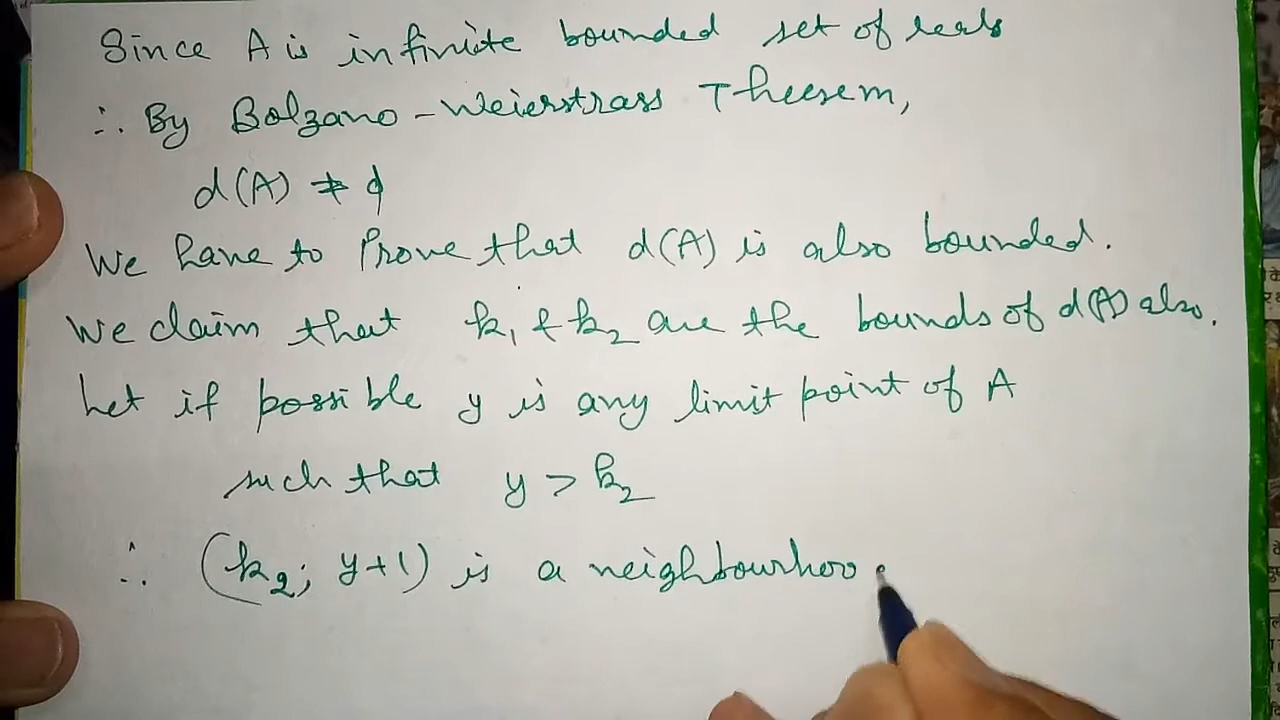 Since A is infinite bounded set of reals
∴ By Bolzano-Weierstrass Theorem,
d(A) ≠ ϕ
We have to Prove that d(A) is also bounded.
We claim that k₁ & k₂ are the bounds of d(A) also.
Let if possible y is any limit point of A
such that y > k₂
∴ (k₂; y+1) is a neighbourhoo